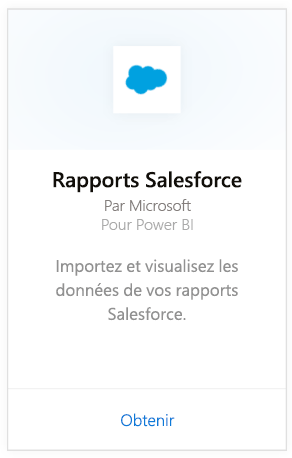 Rapports Salesforce
Par Microsoft
Pour Power BI
Importez et visualisez les
données de vos rapports
Salesforce.
Obtenir